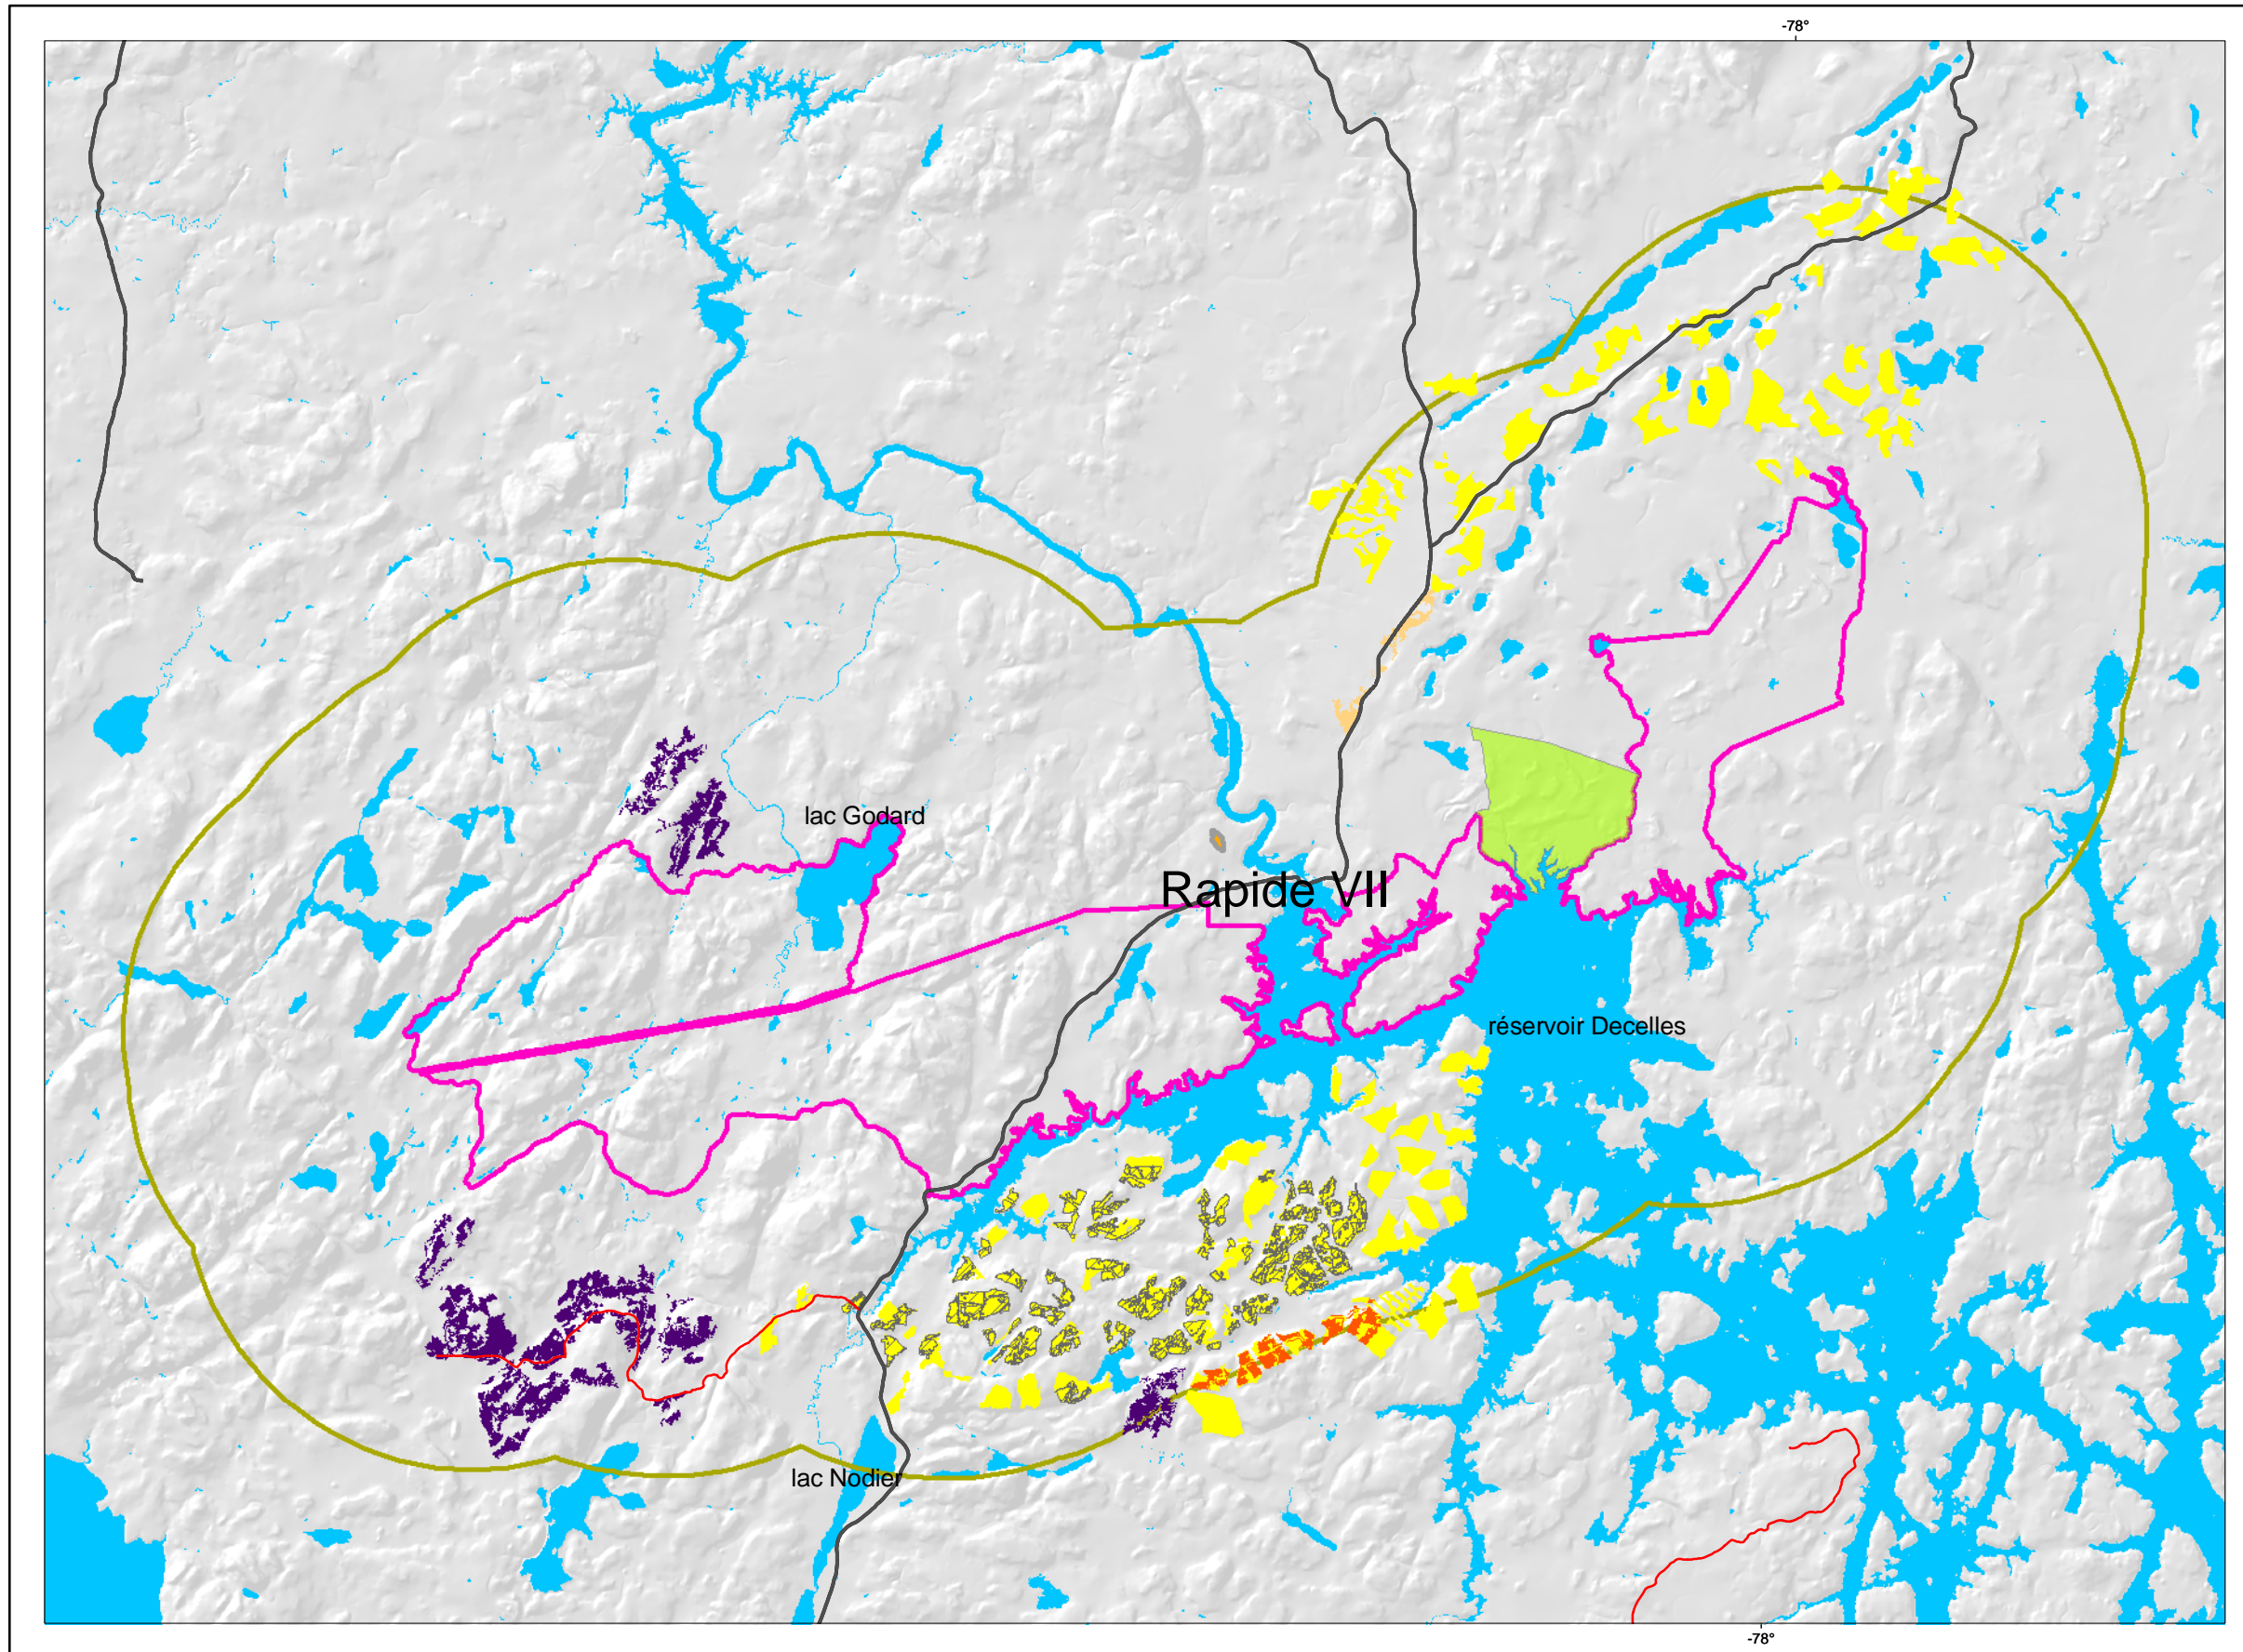 -78°
lac Godard
Rapide VII
réservoir Decelles
lac Nodier
-78°